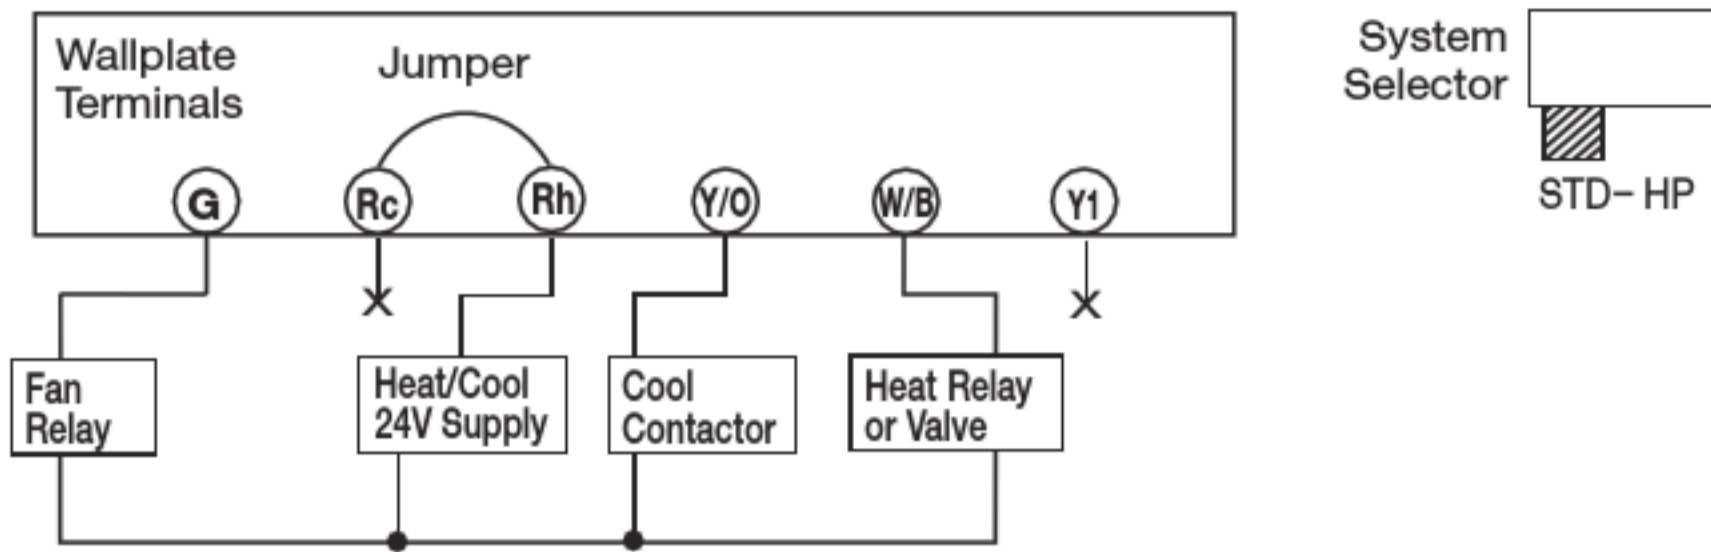 Wallplate
Terminals
Jumper
System
Selector
G
Rc
Rh
Y/O
W/B
Y1
STD- HP
X
X
Fan
Relay
Heat/Cool
24V Supply
Cool
Contactor
Heat Relay
or Valve